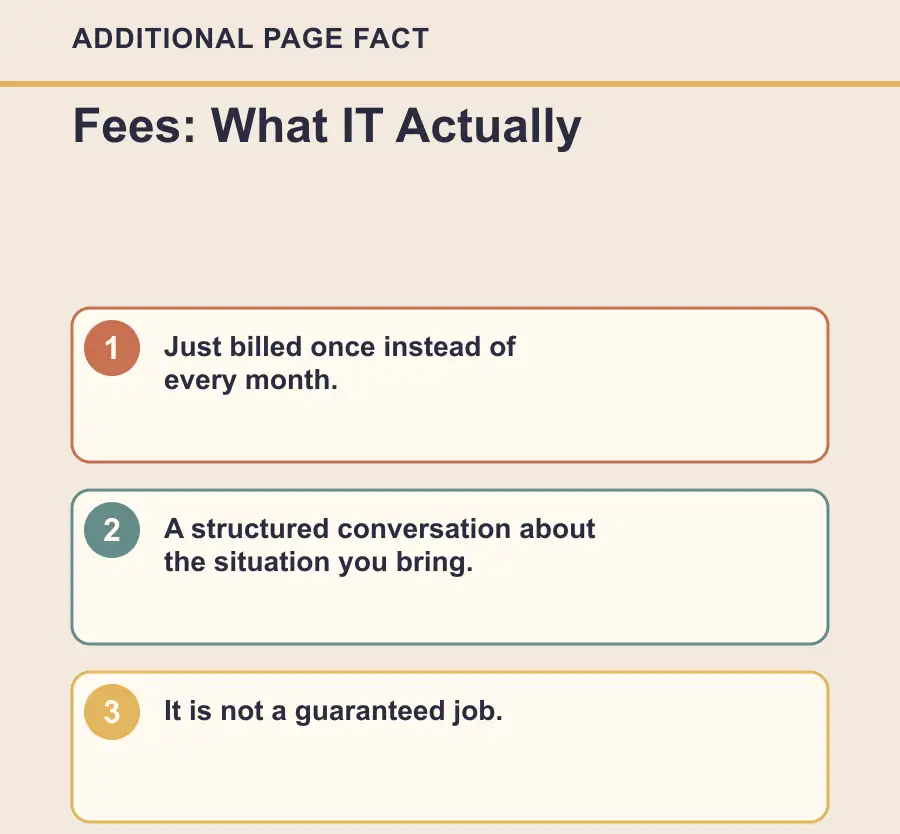 ADDITIONAL PAGE FACT
Fees: What IT Actually
1
Just billed once instead of
every month.
2
A structured conversation about
the situation you bring.
3
It is not a guaranteed job.